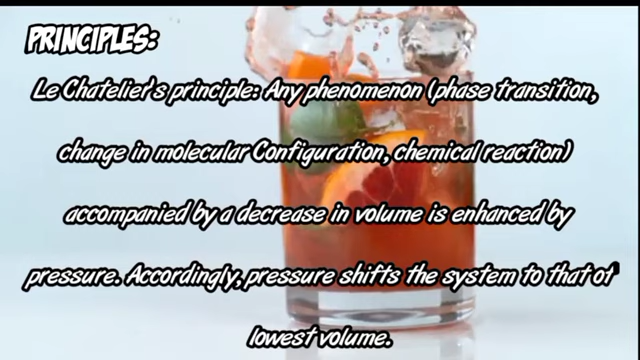 PRINCIPLES:
Le Chatelier's principle: Any phenomenon (phase transition,
change in molecular Configuration, chemical reaction)
accompanied by a decrease in volume is enhanced by
pressure. Accordingly, pressure shifts the system to that of
lowest volume.